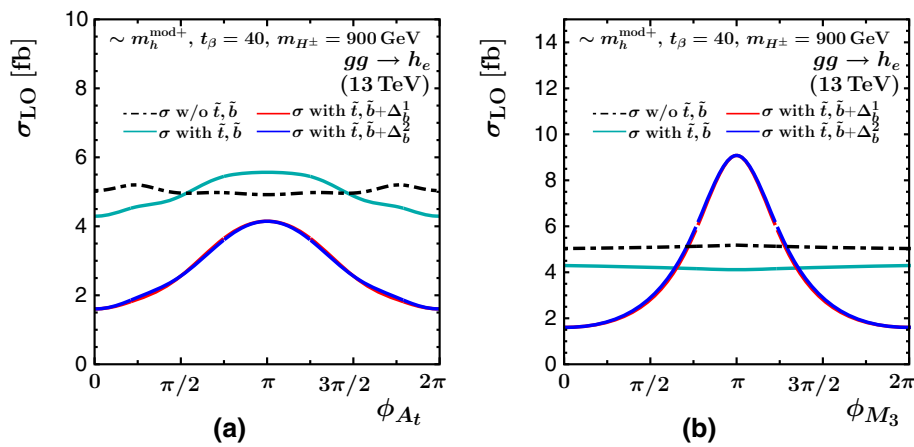 σ_LO [fb]
10
8
6
4
2
0
∼ m_h^{mod+}, t_β = 40, m_{H^±} = 900 GeV
gg → h_e
(13 TeV)
σ w/o t̃, b̃
σ with t̃, b̃+Δ_b^1
σ with t̃, b̃
σ with t̃, b̃+Δ_b^2
0
π/2
π
3π/2
2π
ϕ_{A_t}
(a)
σ_LO [fb]
14
12
10
8
6
4
2
0
∼ m_h^{mod+}, t_β = 40, m_{H^±} = 900 GeV
gg → h_e
(13 TeV)
σ w/o t̃, b̃
σ with t̃, b̃+Δ_b^1
σ with t̃, b̃
σ with t̃, b̃+Δ_b^2
0
π/2
π
3π/2
2π
ϕ_{M_3}
(b)